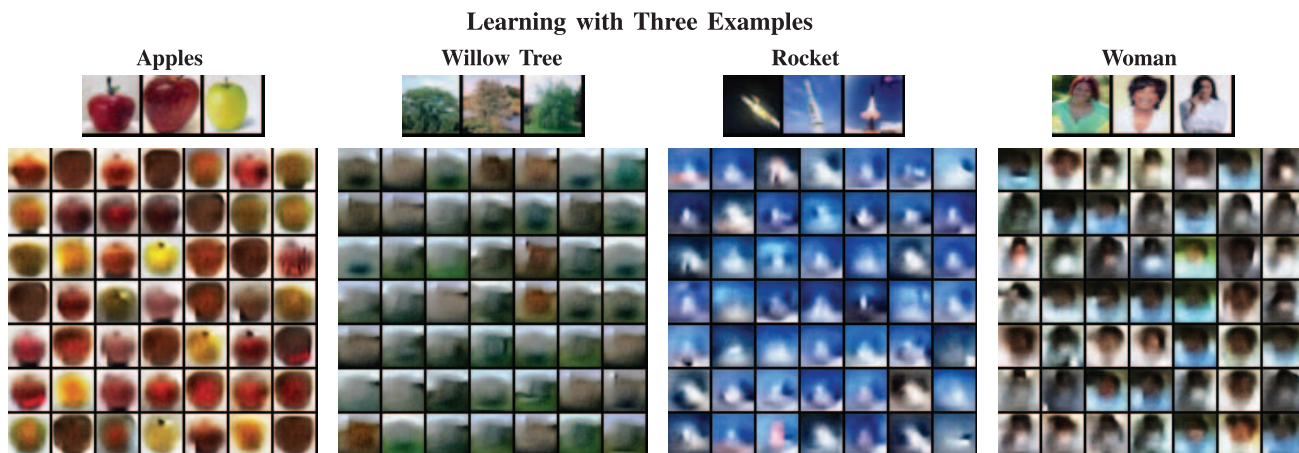 Learning with Three Examples
Apples
Willow Tree
Rocket
Woman